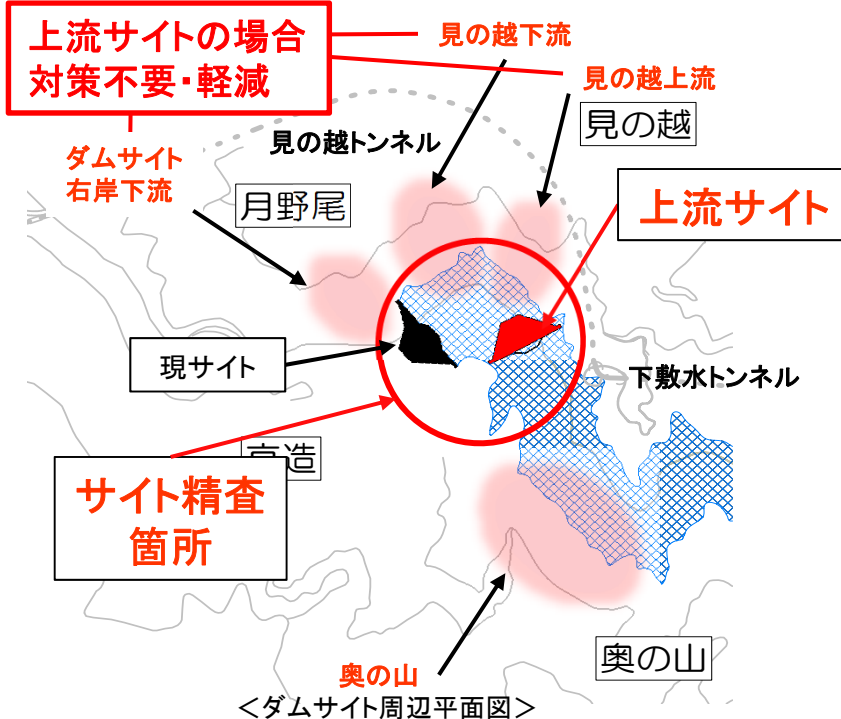 上流サイトの場合
対策不要・軽減
見の越下流
見の越上流
見の越
見の越トンネル
ダムサイト
右岸下流
月野尾
上流サイト
現サイト
下敷水トンネル
サイト精査
箇所
奥の山
奥の山
<ダムサイト周辺平面図>